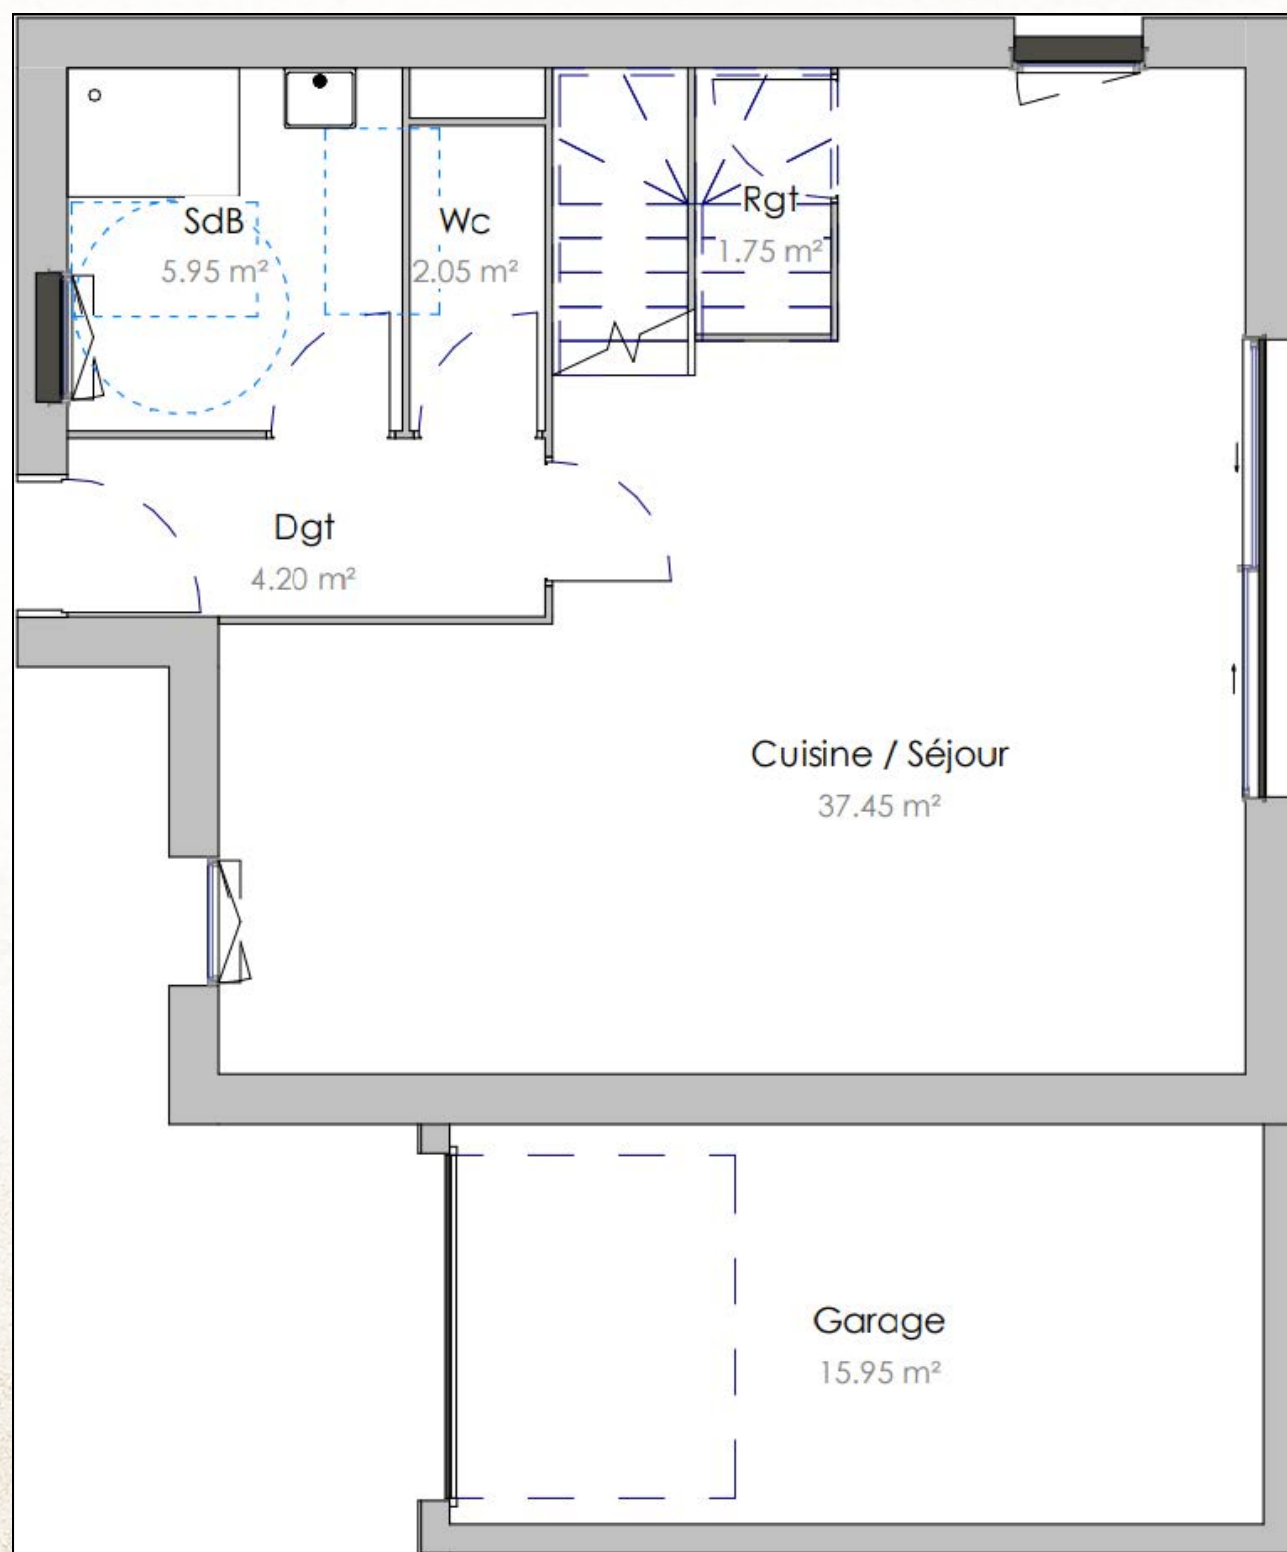 SdB
5.95 m²
Wc
2.05 m²
Rgt
1.75 m²
Dgt
4.20 m²
Cuisine / Séjour
37.45 m²
Garage
15.95 m²